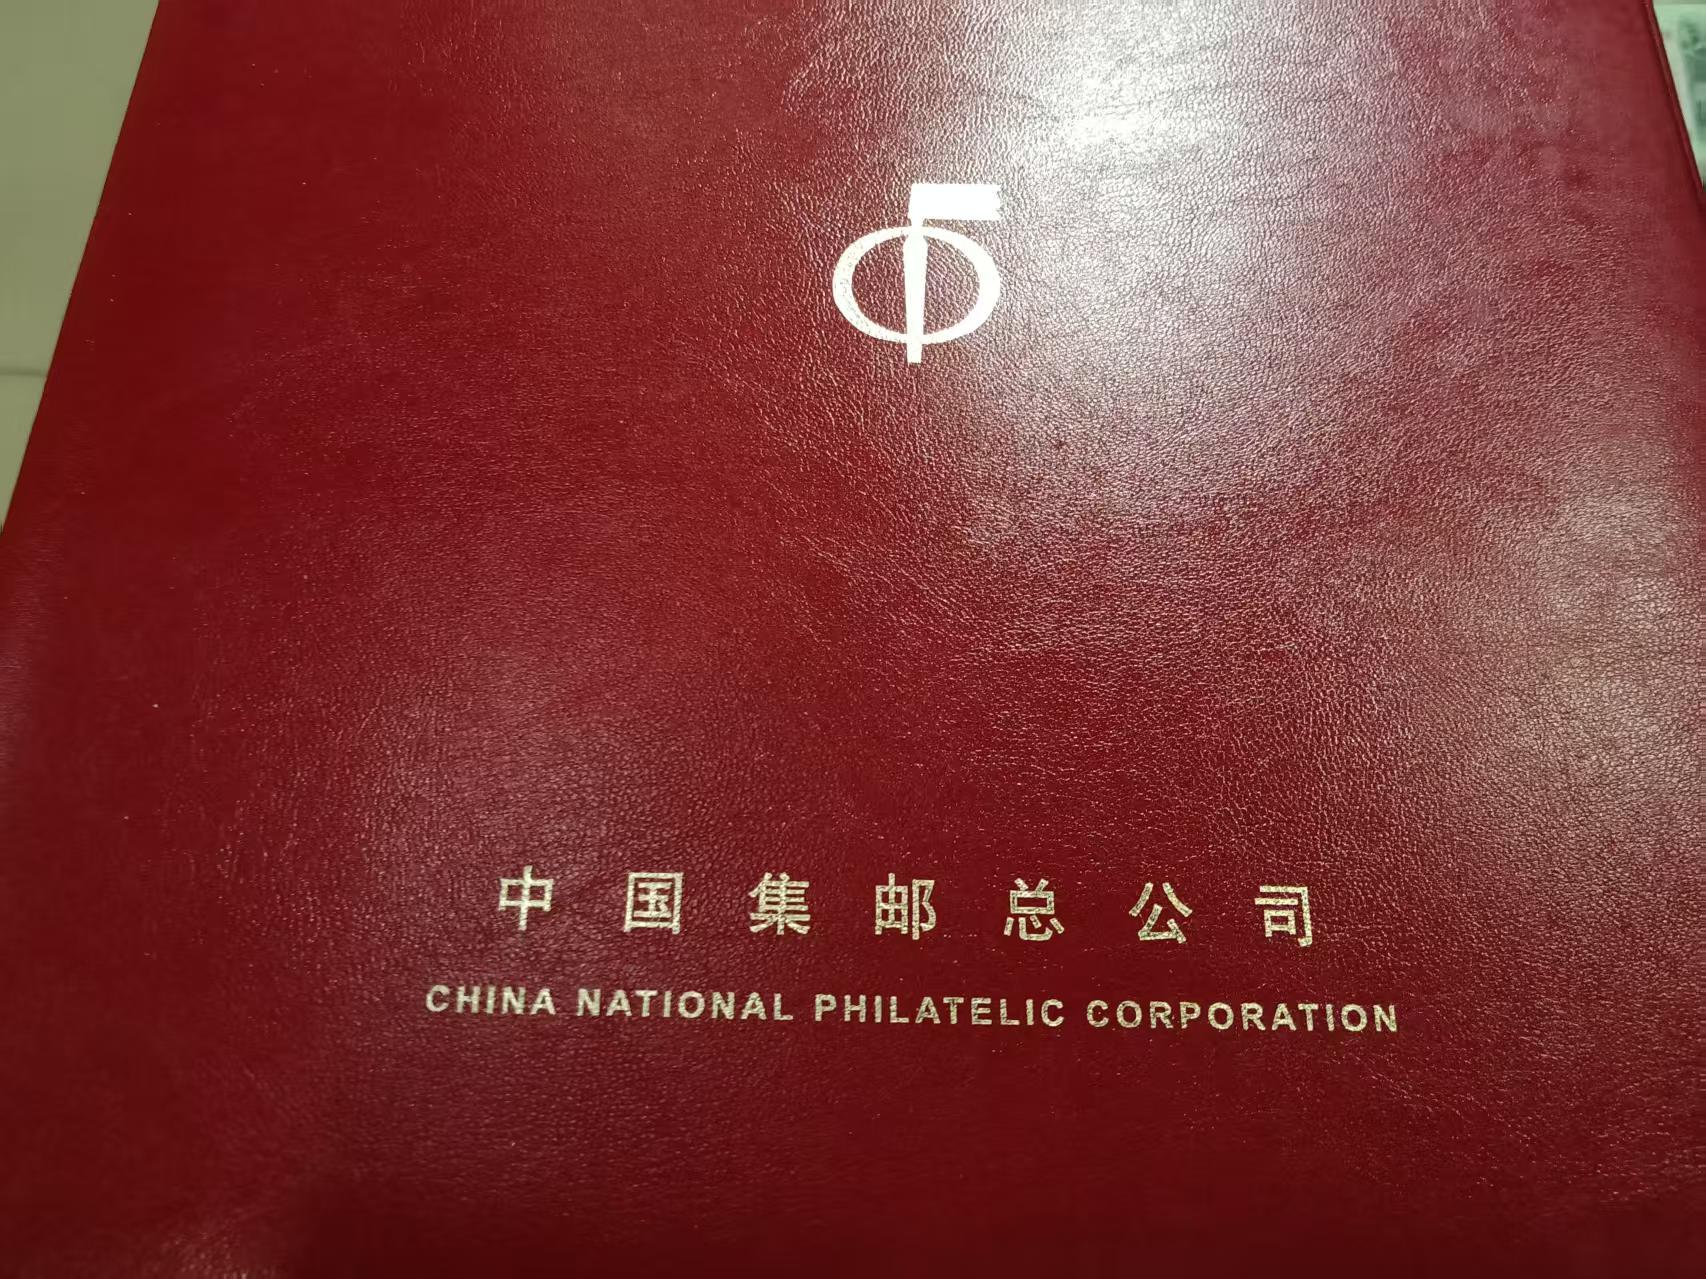 中国集邮总公司
CHINA NATIONAL PHILATELIC CORPORATION